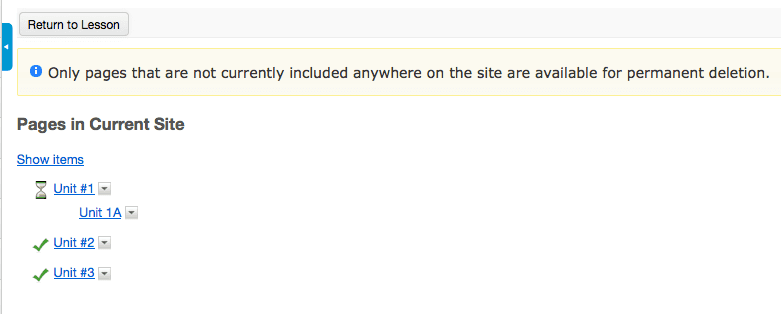 Return to Lesson
Only pages that are not currently included anywhere on the site are available for permanent deletion.
Pages in Current Site
Show items
Unit #1
Unit 1A
Unit #2
Unit #3